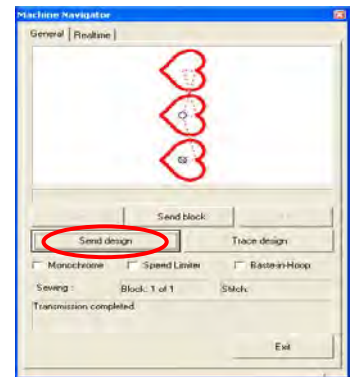 Machine Navigator
General Realtime
Send block
Send design Trace design
Monochrome Speed Limiter Baste-in-Hoop
Sewing : Block: 1 of 1 Stitch:
Transmission completed.
Exit